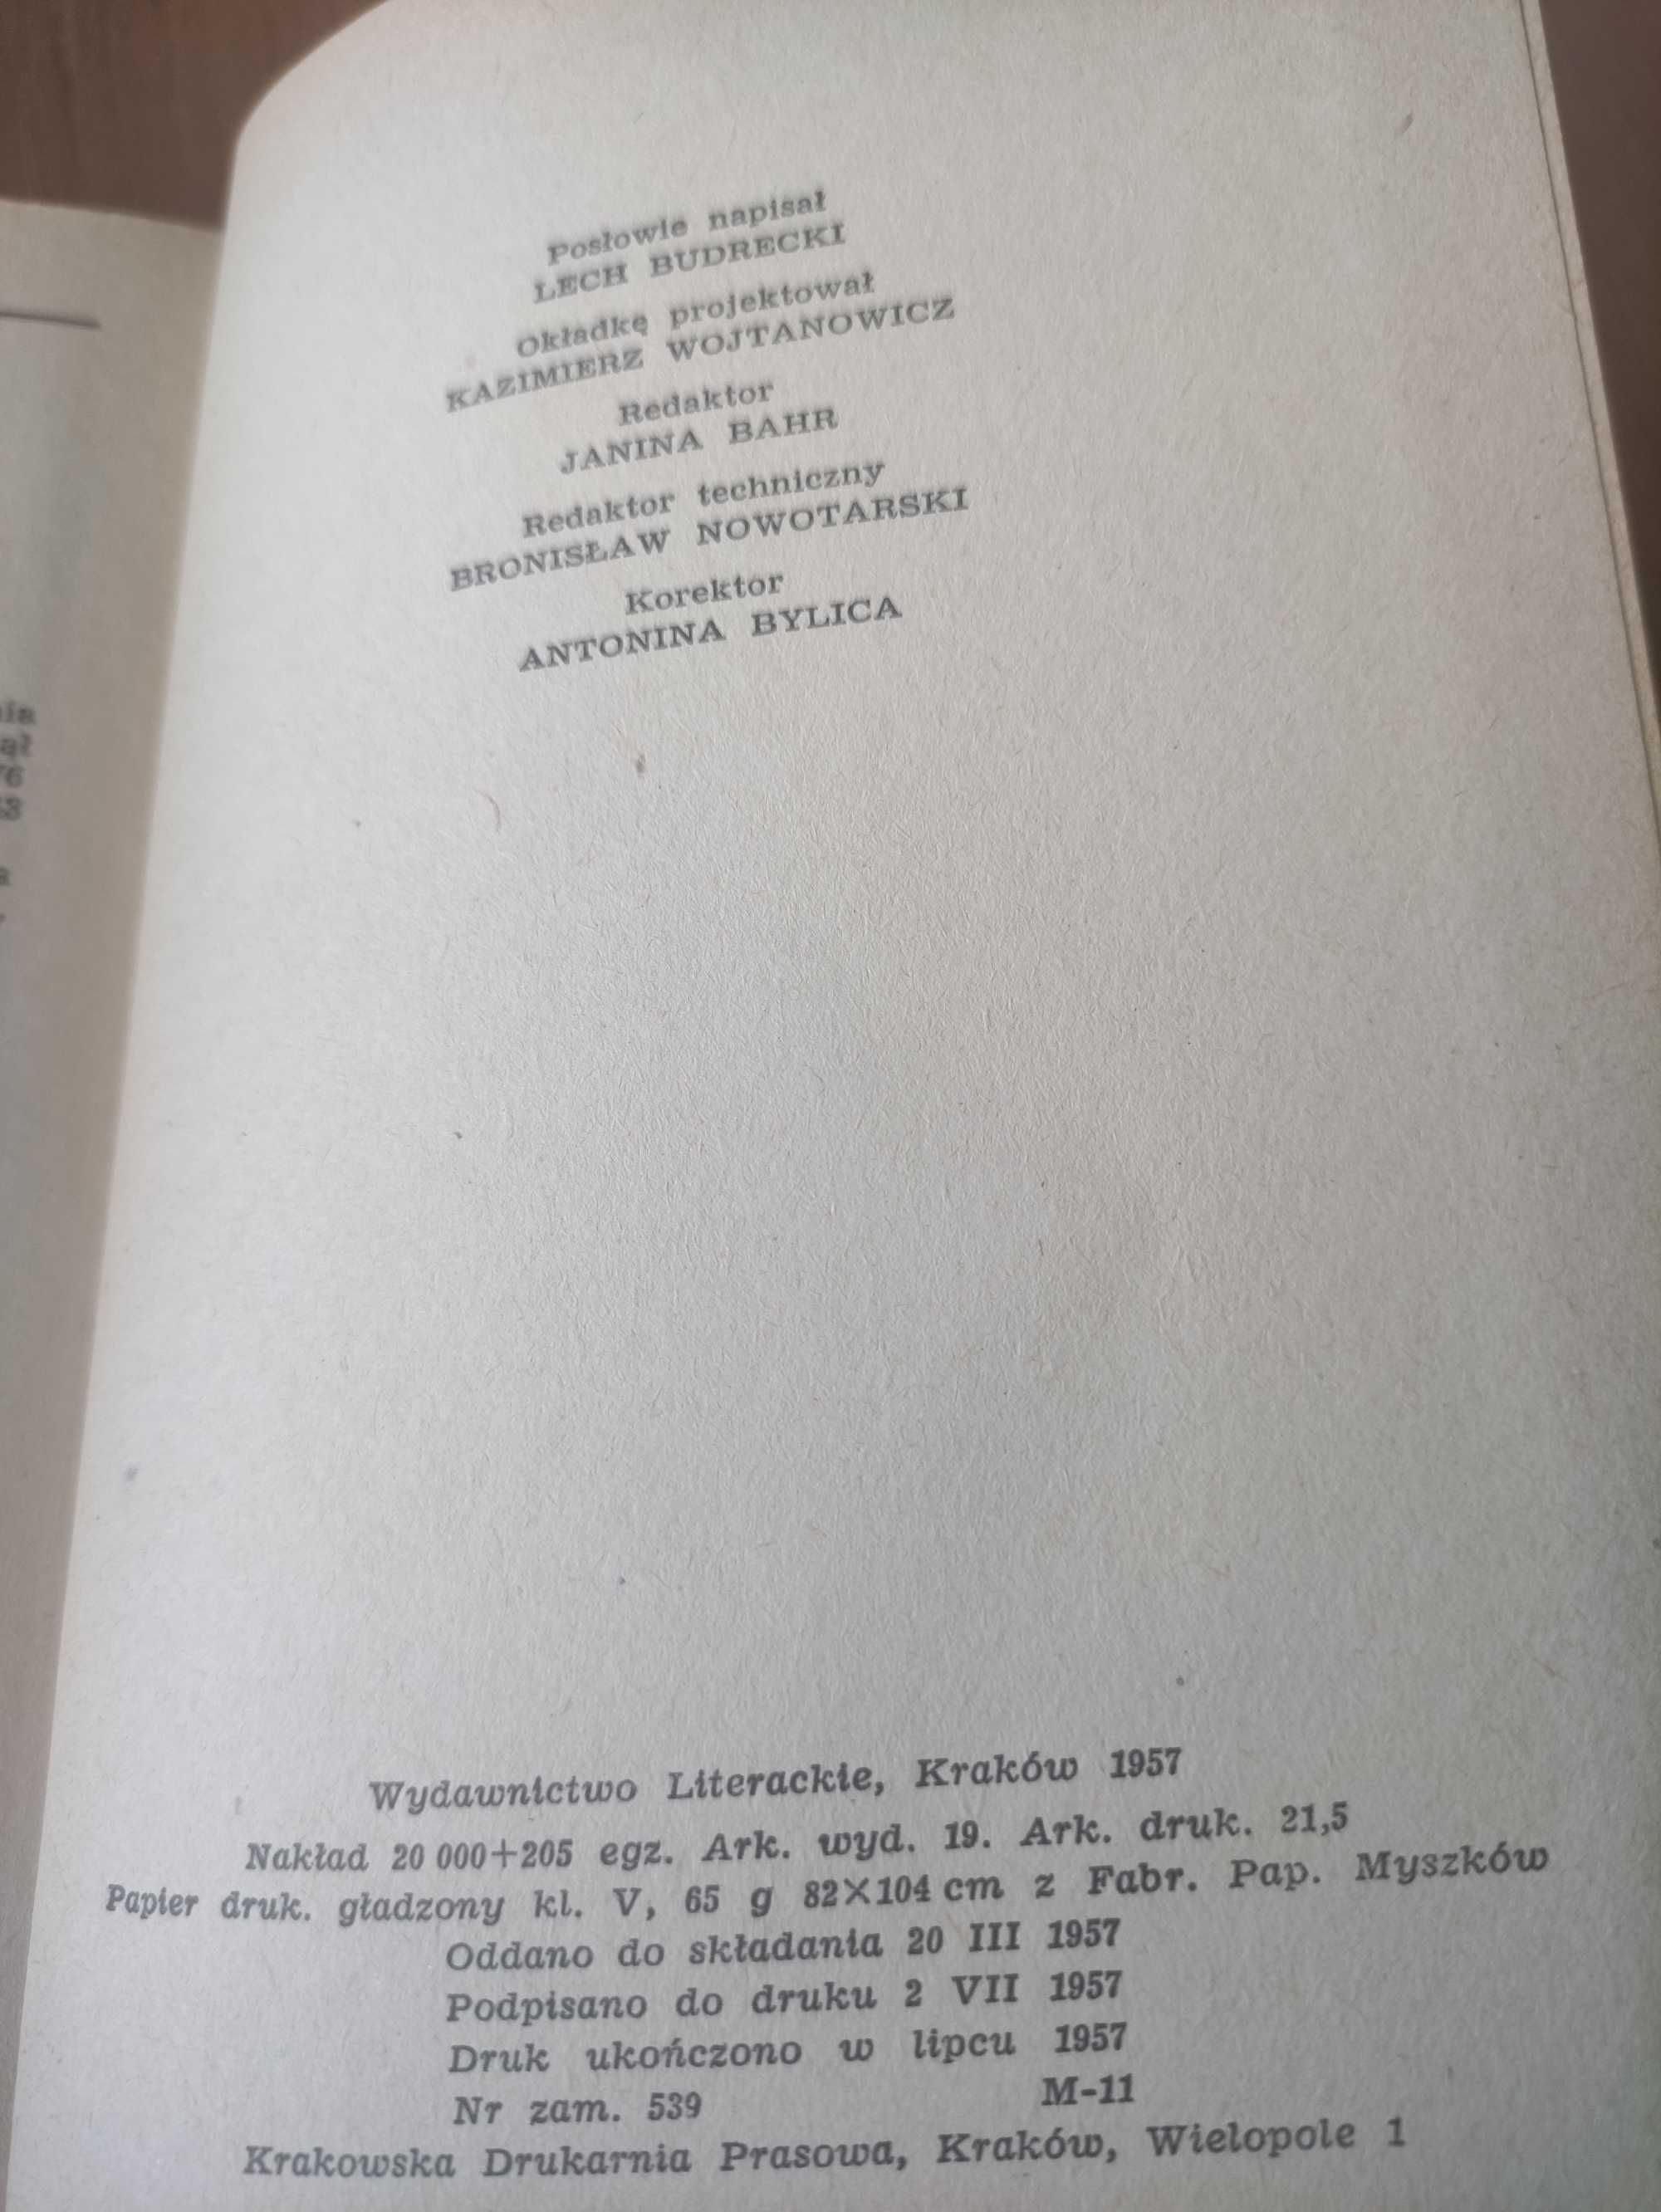 Posłowie napisał
LECH BUDRECKI
Okładkę projektował
KAZIMIERZ WOJTANOWICZ
Redaktor
JANINA BAHR
Redaktor techniczny
BRONISŁAW NOWOTARSKI
Korektor
ANTONINA BYLICA
Wydawnictwo Literackie, Kraków 1957
Nakład 20 000+205 egz. Ark. wyd. 19. Ark. druk. 21,5
Papier druk. gładzony kl. V, 65 g 82×104 cm z Fabr. Pap. Myszków
Oddano do składania 20 III 1957
Podpisano do druku 2 VII 1957
Druk ukończono w lipcu 1957
Nr zam. 539 M-11
Krakowska Drukarnia Prasowa, Kraków, Wielopole 1